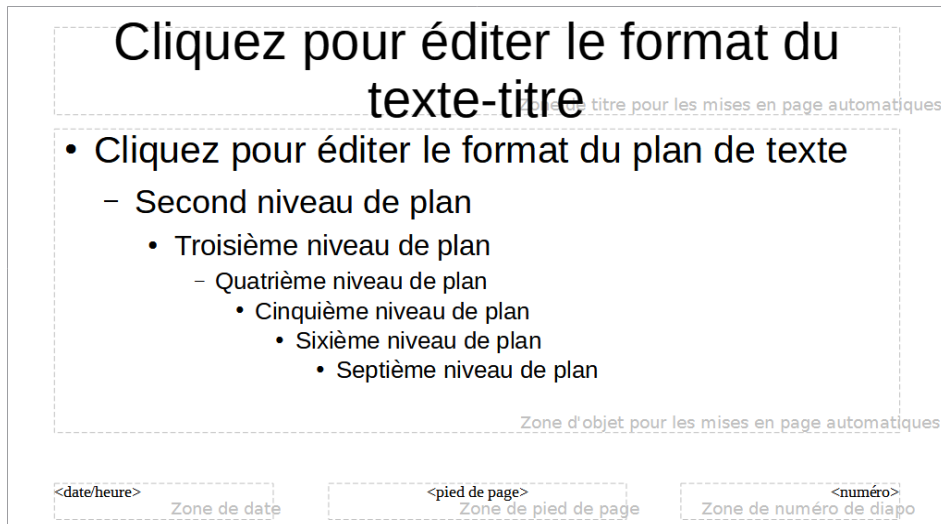 Cliquez pour éditer le format du
texte-titre
Zone de titre pour les mises en page automatiques
• Cliquez pour éditer le format du plan de texte
– Second niveau de plan
• Troisième niveau de plan
– Quatrième niveau de plan
• Cinquième niveau de plan
• Sixième niveau de plan
• Septième niveau de plan
Zone d'objet pour les mises en page automatiques
<date/heure>
Zone de date
<pied de page>
Zone de pied de page
<numéro>
Zone de numéro de diapo